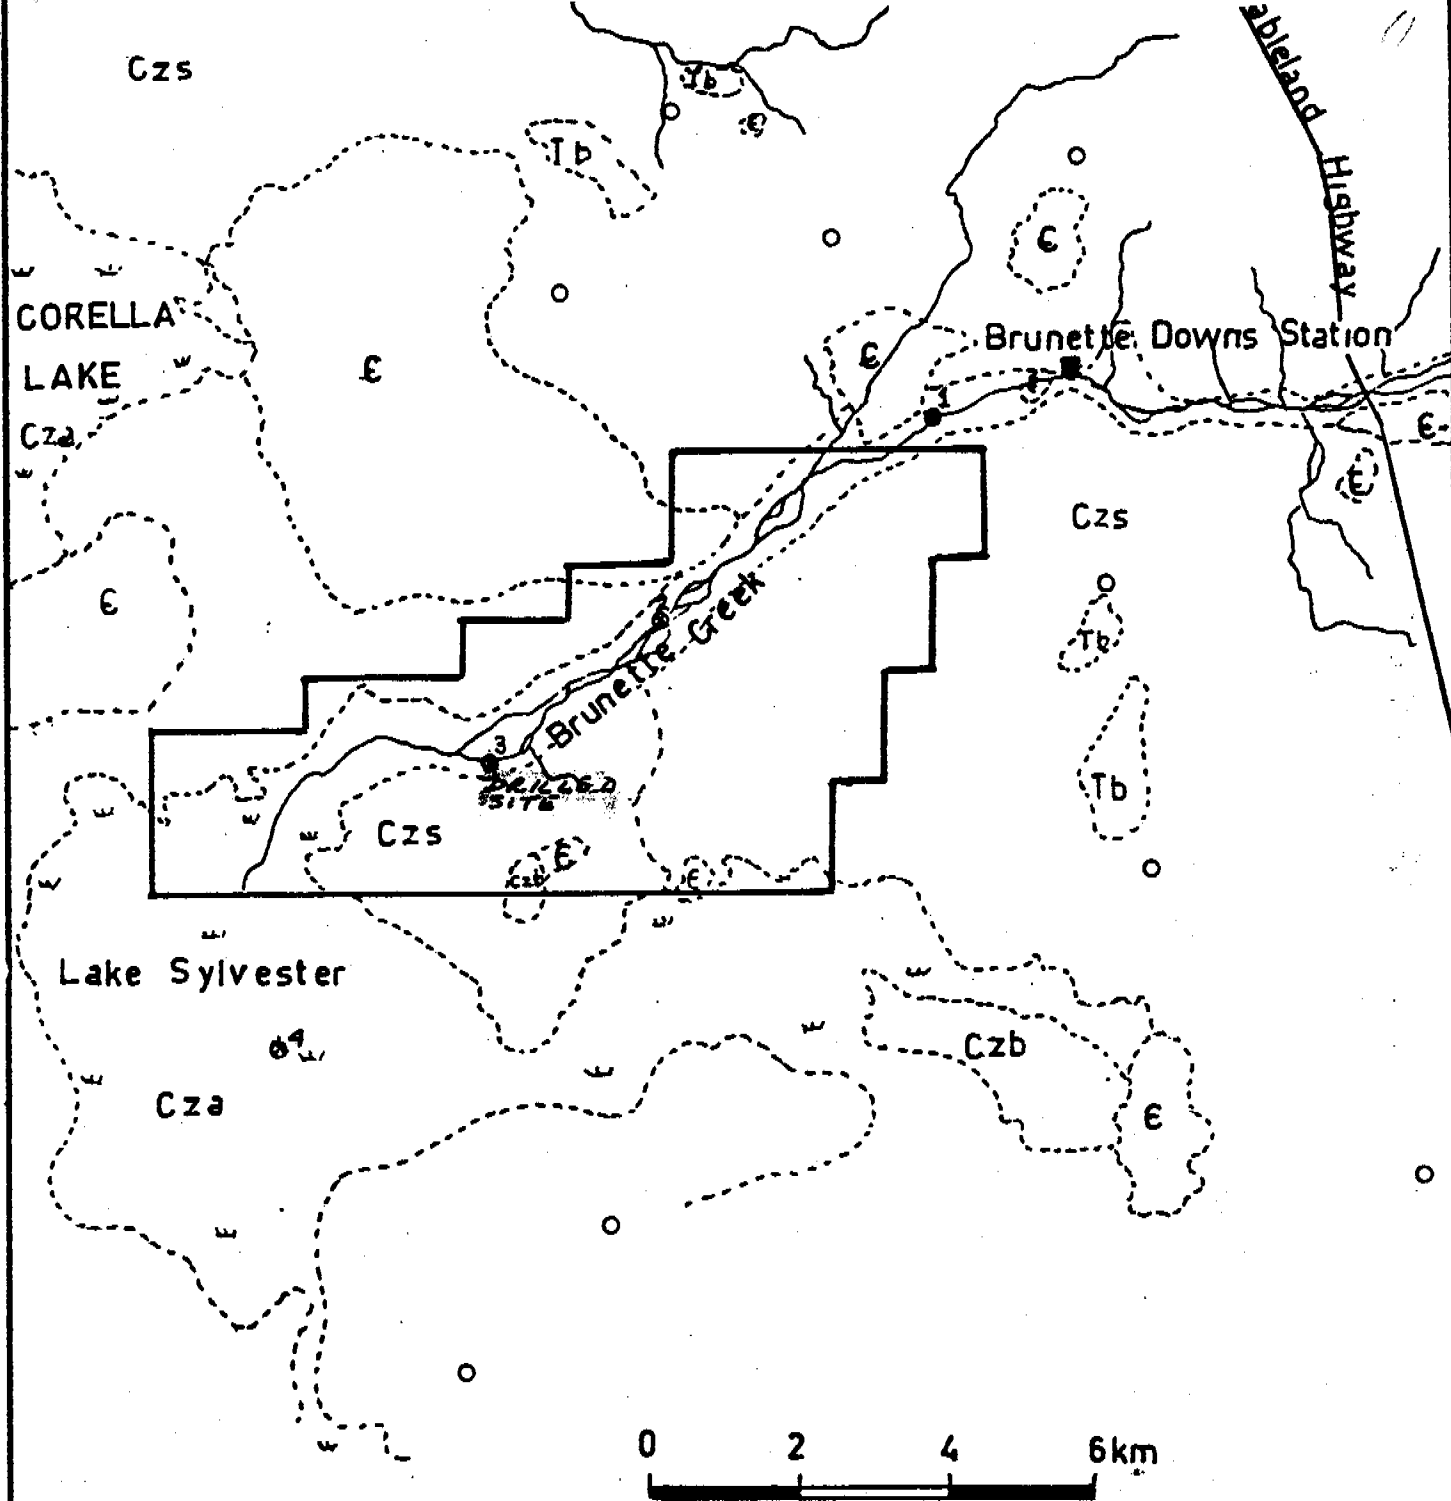 Czs
Tb
Є
Tb
ableland Highway
Є
CORELLA
LAKE
Є
Є
Brunette Downs Station
1
Cza
Є
Є
Czs
Є
Tb
Brunette Creek
3
DRILLED
SITE
Tb
Czs
Є
Czb
Є
Lake Sylvester
4
Czb
Cza
Є
0 2 4 6km